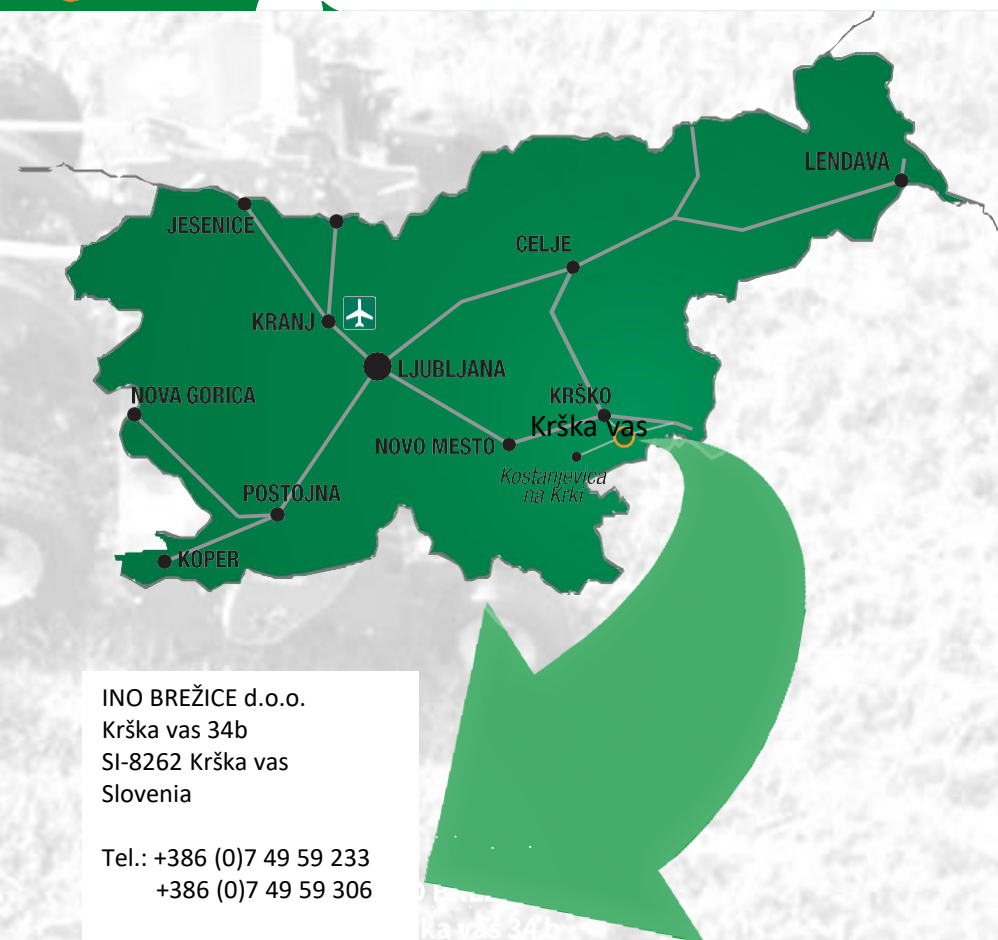 LENDAVA
JESENICE
CELJE
KRANJ
LJUBLJANA
NOVA GORICA
KRŠKO
Krška vas
NOVO MESTO
Kostanjevica
na Krki
POSTOJNA
KOPER
INO BREŽICE d.o.o.
Krška vas 34b
SI-8262 Krška vas
Slovenia
Tel.: +386 (0)7 49 59 233
+386 (0)7 49 59 306
vas 34b